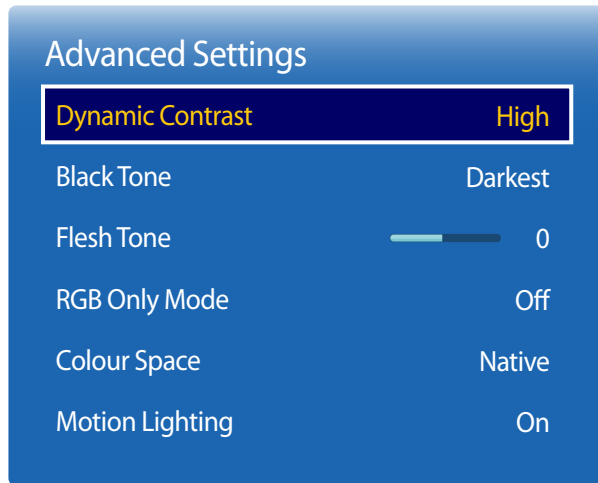 Advanced Settings
Dynamic Contrast High
Black Tone Darkest
Flesh Tone 0
RGB Only Mode Off
Colour Space Native
Motion Lighting On